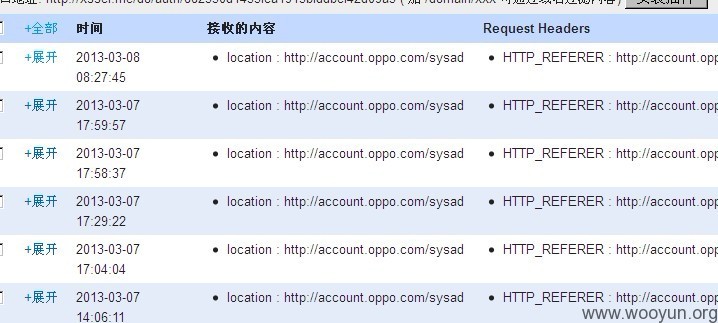 +全部 时间 接收的内容 Request Headers
+展开 2013-03-08 • location : http://account.oppo.com/sysad • HTTP_REFERER : http://account.opp
08:27:45
+展开 2013-03-07 • location : http://account.oppo.com/sysad • HTTP_REFERER : http://account.opp
17:59:57
+展开 2013-03-07 • location : http://account.oppo.com/sysad • HTTP_REFERER : http://account.opp
17:58:37
+展开 2013-03-07 • location : http://account.oppo.com/sysad • HTTP_REFERER : http://account.opp
17:29:22
+展开 2013-03-07 • location : http://account.oppo.com/sysad • HTTP_REFERER : http://account.opp
17:04:04
+展开 2013-03-07 • location : http://account.oppo.com/sysad • HTTP_REFERER : http://account.opp
14:06:11
www.wooyun.org